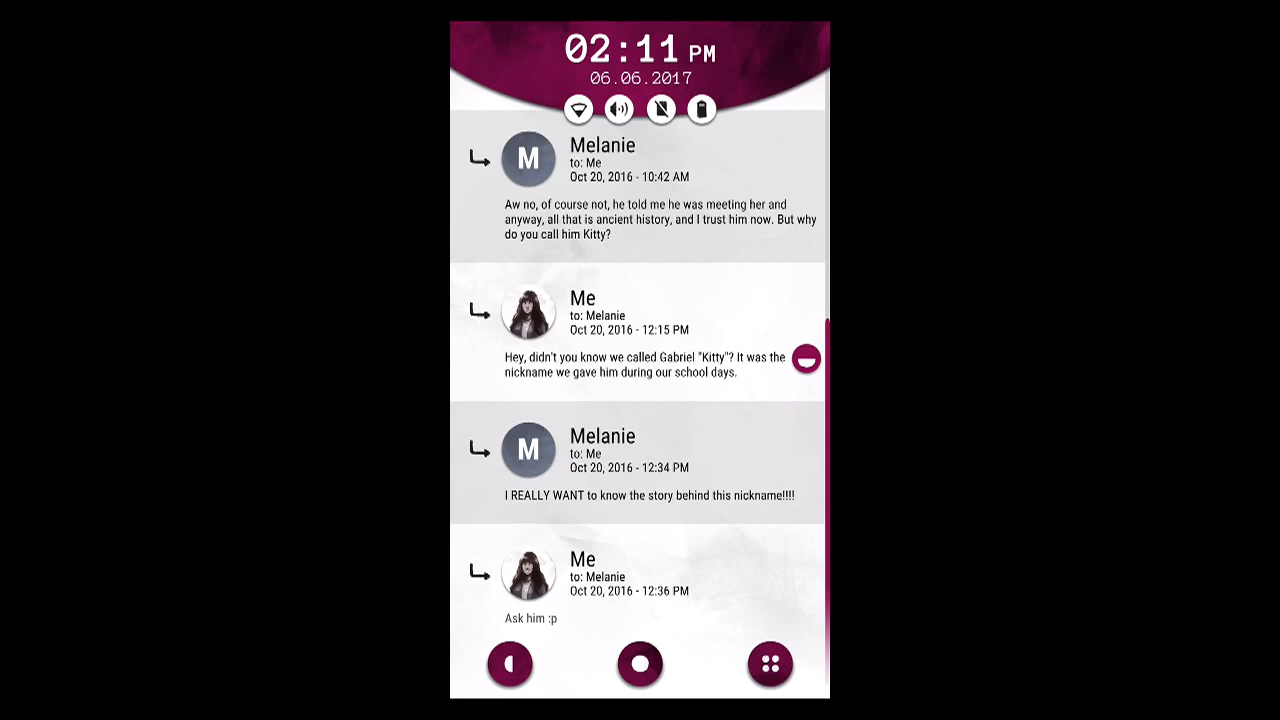 02:11 PM
06.06.2017
M
Melanie
to: Me
Oct 20, 2016 - 10:42 AM
Aw no, of course not, he told me he was meeting her and
anyway, all that is ancient history, and I trust him now. But why
do you call him Kitty?
Me
to: Melanie
Oct 20, 2016 - 12:15 PM
Hey, didn't you know we called Gabriel "Kitty"? It was the
nickname we gave him during our school days.
M
Melanie
to: Me
Oct 20, 2016 - 12:34 PM
I REALLY WANT to know the story behind this nickname!!!!
Me
to: Melanie
Oct 20, 2016 - 12:36 PM
Ask him :p